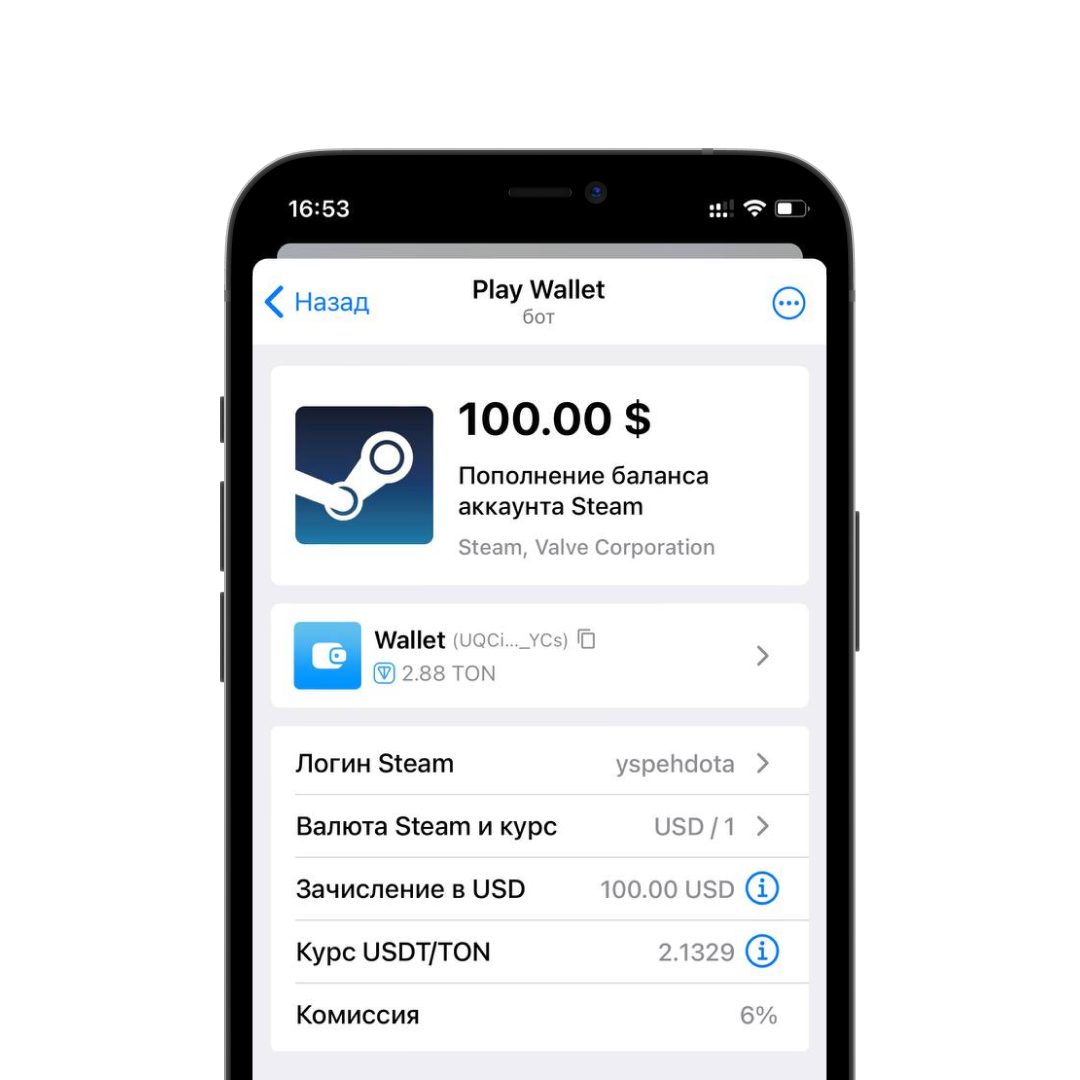 16:53
Назад
Play Wallet
бот
100.00 $
Пополнение баланса
аккаунта Steam
Steam, Valve Corporation
Wallet (UQCi..._YCs)
2.88 TON
Логин Steam yspehdota
Валюта Steam и курс USD / 1
Зачисление в USD 100.00 USD
Курс USDT/TON 2.1329
Комиссия 6%